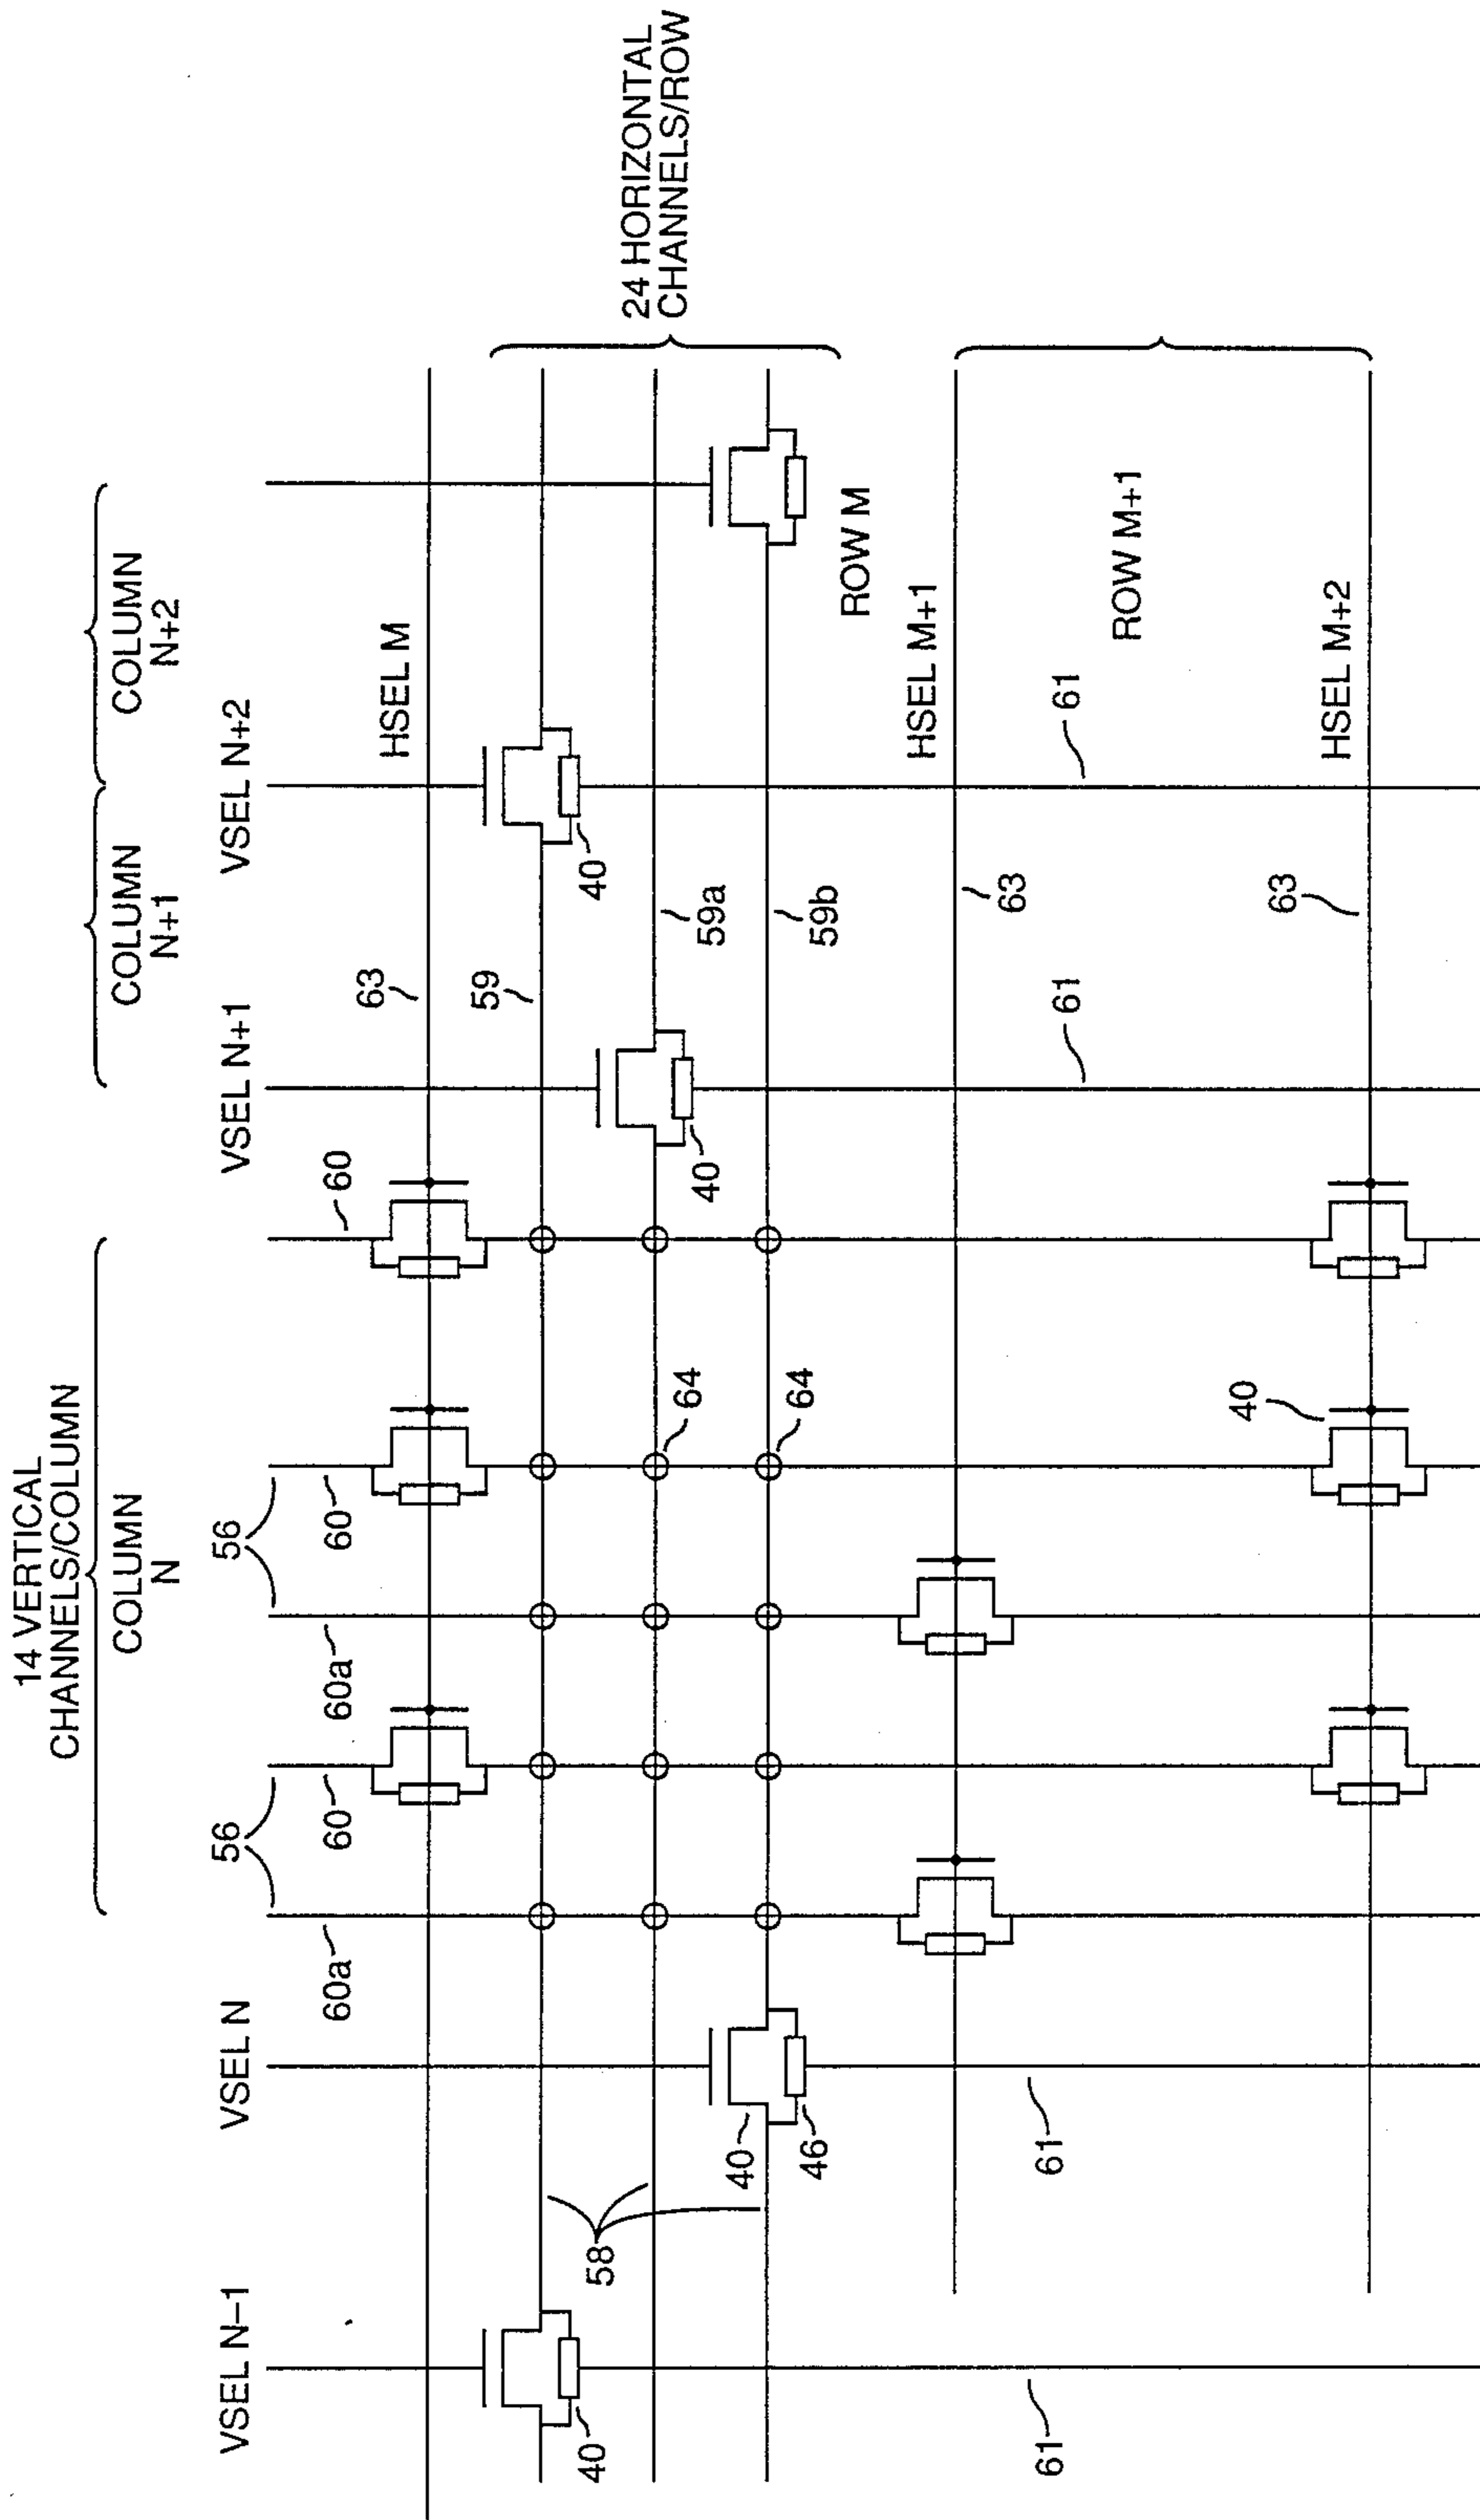 14 VERTICAL
CHANNELS/COLUMN
COLUMN
N
COLUMN
N+1
COLUMN
N+2
VSEL N–1
VSEL N
VSEL N+1
VSEL N+2
56
56
60a
60
60a
60
60
63
HSEL M
59
24 HORIZONTAL
CHANNELS/ROW
40
58
40
46
64
64
40
59a
59b
40
ROW M
HSEL M+1
63
61
61
61
61
ROW M+1
40
63
HSEL M+2